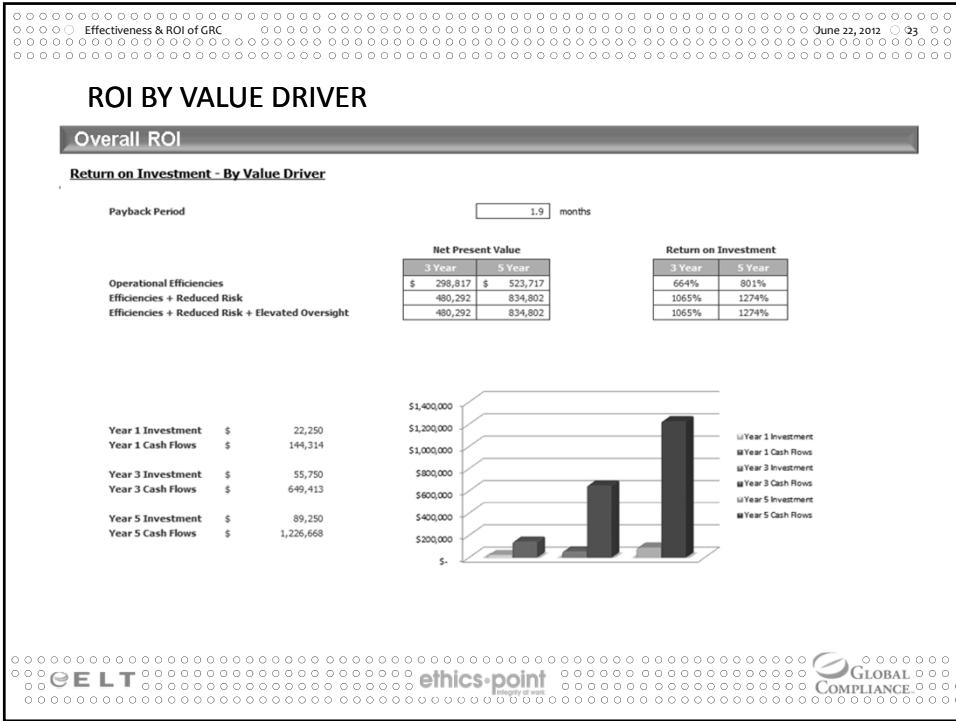 Effectiveness & ROI of GRC June 22, 2012 23
ROI BY VALUE DRIVER
Overall ROI
Return on Investment - By Value Driver
Payback Period 1.9 months
Net Present Value Return on Investment
3 Year 5 Year 3 Year 5 Year
Operational Efficiencies $ 298,817 $ 523,717 664% 801%
Efficiencies + Reduced Risk 480,292 834,802 1065% 1274%
Efficiencies + Reduced Risk + Elevated Oversight 480,292 834,802 1065% 1274%
Year 1 Investment $ 22,250
Year 1 Cash Flows $ 144,314
Year 3 Investment $ 55,750
Year 3 Cash Flows $ 649,413
Year 5 Investment $ 89,250
Year 5 Cash Flows $ 1,226,668
$1,400,000
$1,200,000
$1,000,000
$800,000
$600,000
$400,000
$200,000
$-
Year 1 Investment
Year 1 Cash Flows
Year 3 Investment
Year 3 Cash Flows
Year 5 Investment
Year 5 Cash Flows
ELT
ethics•point
integrity at work
GLOBAL
COMPLIANCE